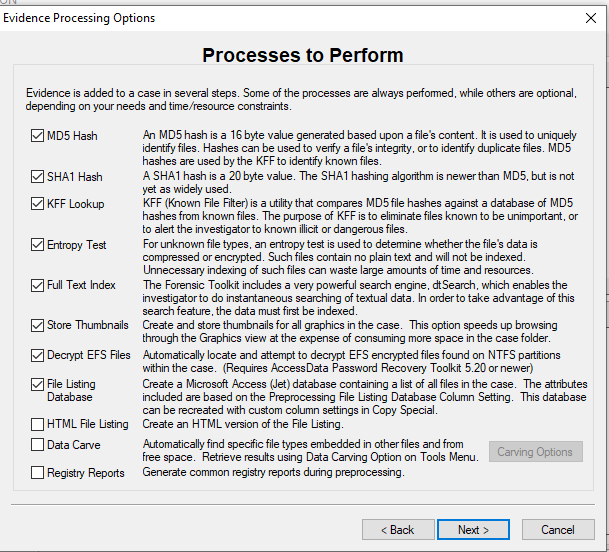 Evidence Processing Options
Processes to Perform
Evidence is added to a case in several steps. Some of the processes are always performed, while others are optional,
depending on your needs and time/resource constraints.
MD5 Hash
An MD5 hash is a 16 byte value generated based upon a file's content. It is used to uniquely
identify files. Hashes can be used to verify a file's integrity, or to identify duplicate files. MD5
hashes are used by the KFF to identify known files.
SHA1 Hash
A SHA1 hash is a 20 byte value. The SHA1 hashing algorithm is newer than MD5, but is not
yet as widely used.
KFF Lookup
KFF (Known File Filter) is a utility that compares MD5 file hashes against a database of MD5
hashes from known files. The purpose of KFF is to eliminate files known to be unimportant, or
to alert the investigator to known illicit or dangerous files.
Entropy Test
For unknown file types, an entropy test is used to determine whether the file's data is
compressed or encrypted. Such files contain no plain text and will not be indexed.
Unnecessary indexing of such files can waste large amounts of time and resources.
Full Text Index
The Forensic Toolkit includes a very powerful search engine, dtSearch, which enables the
investigator to do instantaneous searching of textual data. In order to take advantage of this
search feature, the data must first be indexed.
Store Thumbnails
Create and store thumbnails for all graphics in the case. This option speeds up browsing
through the Graphics view at the expense of consuming more space in the case folder.
Decrypt EFS Files
Automatically locate and attempt to decrypt EFS encrypted files found on NTFS partitions
within the case. (Requires AccessData Password Recovery Toolkit 5.20 or newer)
File Listing
Database
Create a Microsoft Access (Jet) database containing a list of all files in the case. The attributes
included are based on the Preprocessing File Listing Database Column Setting. This database
can be recreated with custom column settings in Copy Special.
HTML File Listing
Create an HTML version of the File Listing.
Data Carve
Automatically find specific file types embedded in other files and from
free space. Retrieve results using Data Carving Option on Tools Menu.
Carving Options
Registry Reports
Generate common registry reports during preprocessing.
< Back
Next >
Cancel